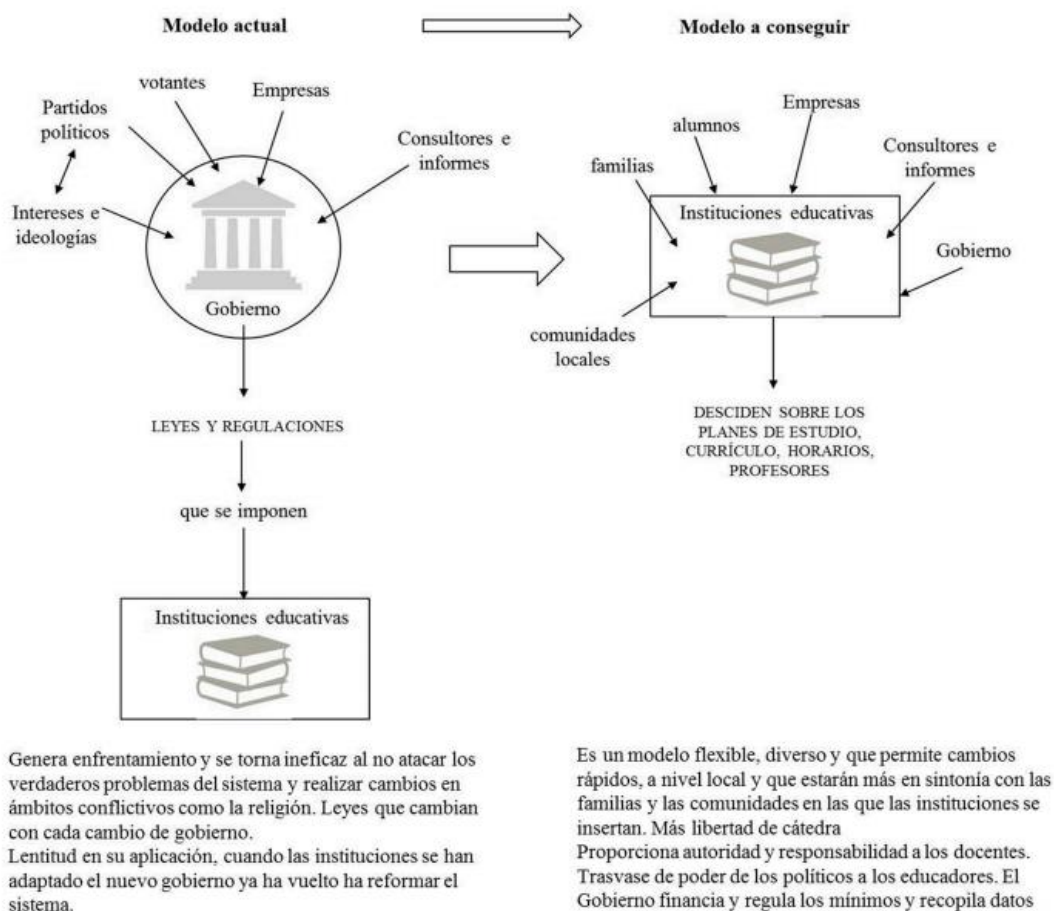 Modelo actual
votantes
Empresas
Partidos
políticos
Consultores e
informes
Intereses e
ideologías
Gobierno
LEYES Y REGULACIONES
que se imponen
Instituciones educativas
Genera enfrentamiento y se torna ineficaz al no atacar los
verdaderos problemas del sistema y realizar cambios en
ámbitos conflictivos como la religión. Leyes que cambian
con cada cambio de gobierno.
Lentitud en su aplicación, cuando las instituciones se han
adaptado el nuevo gobierno ya ha vuelto ha reformar el
sistema.
Modelo a conseguir
Empresas
alumnos
Consultores e
informes
familias
Instituciones educativas
Gobierno
comunidades
locales
DESCIDEN SOBRE LOS
PLANES DE ESTUDIO,
CURRÍCULO, HORARIOS,
PROFESORES
Es un modelo flexible, diverso y que permite cambios
rápidos, a nivel local y que estarán más en sintonía con las
familias y las comunidades en las que las instituciones se
insertan. Más libertad de cátedra
Proporciona autoridad y responsabilidad a los docentes.
Trasvase de poder de los políticos a los educadores. El
Gobierno financia y regula los mínimos y recopila datos